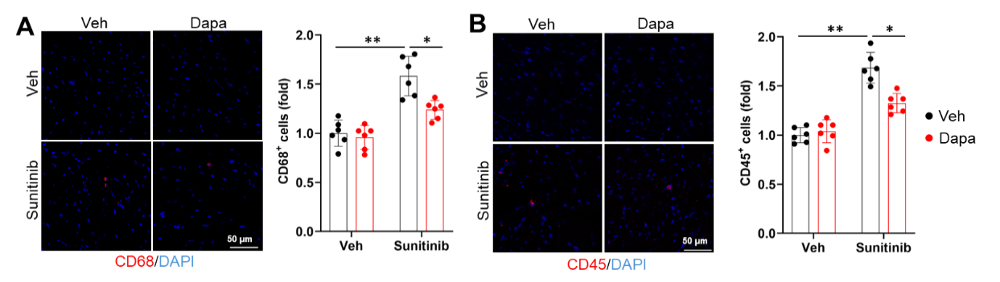 A
Veh Dapa
Veh
Sunitinib
50 µm
CD68/DAPI
CD68+ cells (fold)
2.0
1.5
1.0
0.5
0.0
** *
Veh Sunitinib
B
Veh Dapa
Veh
Sunitinib
50 µm
CD45/DAPI
CD45+ cells (fold)
2.0
1.5
1.0
0.5
0.0
** *
Veh Sunitinib
Veh
Dapa